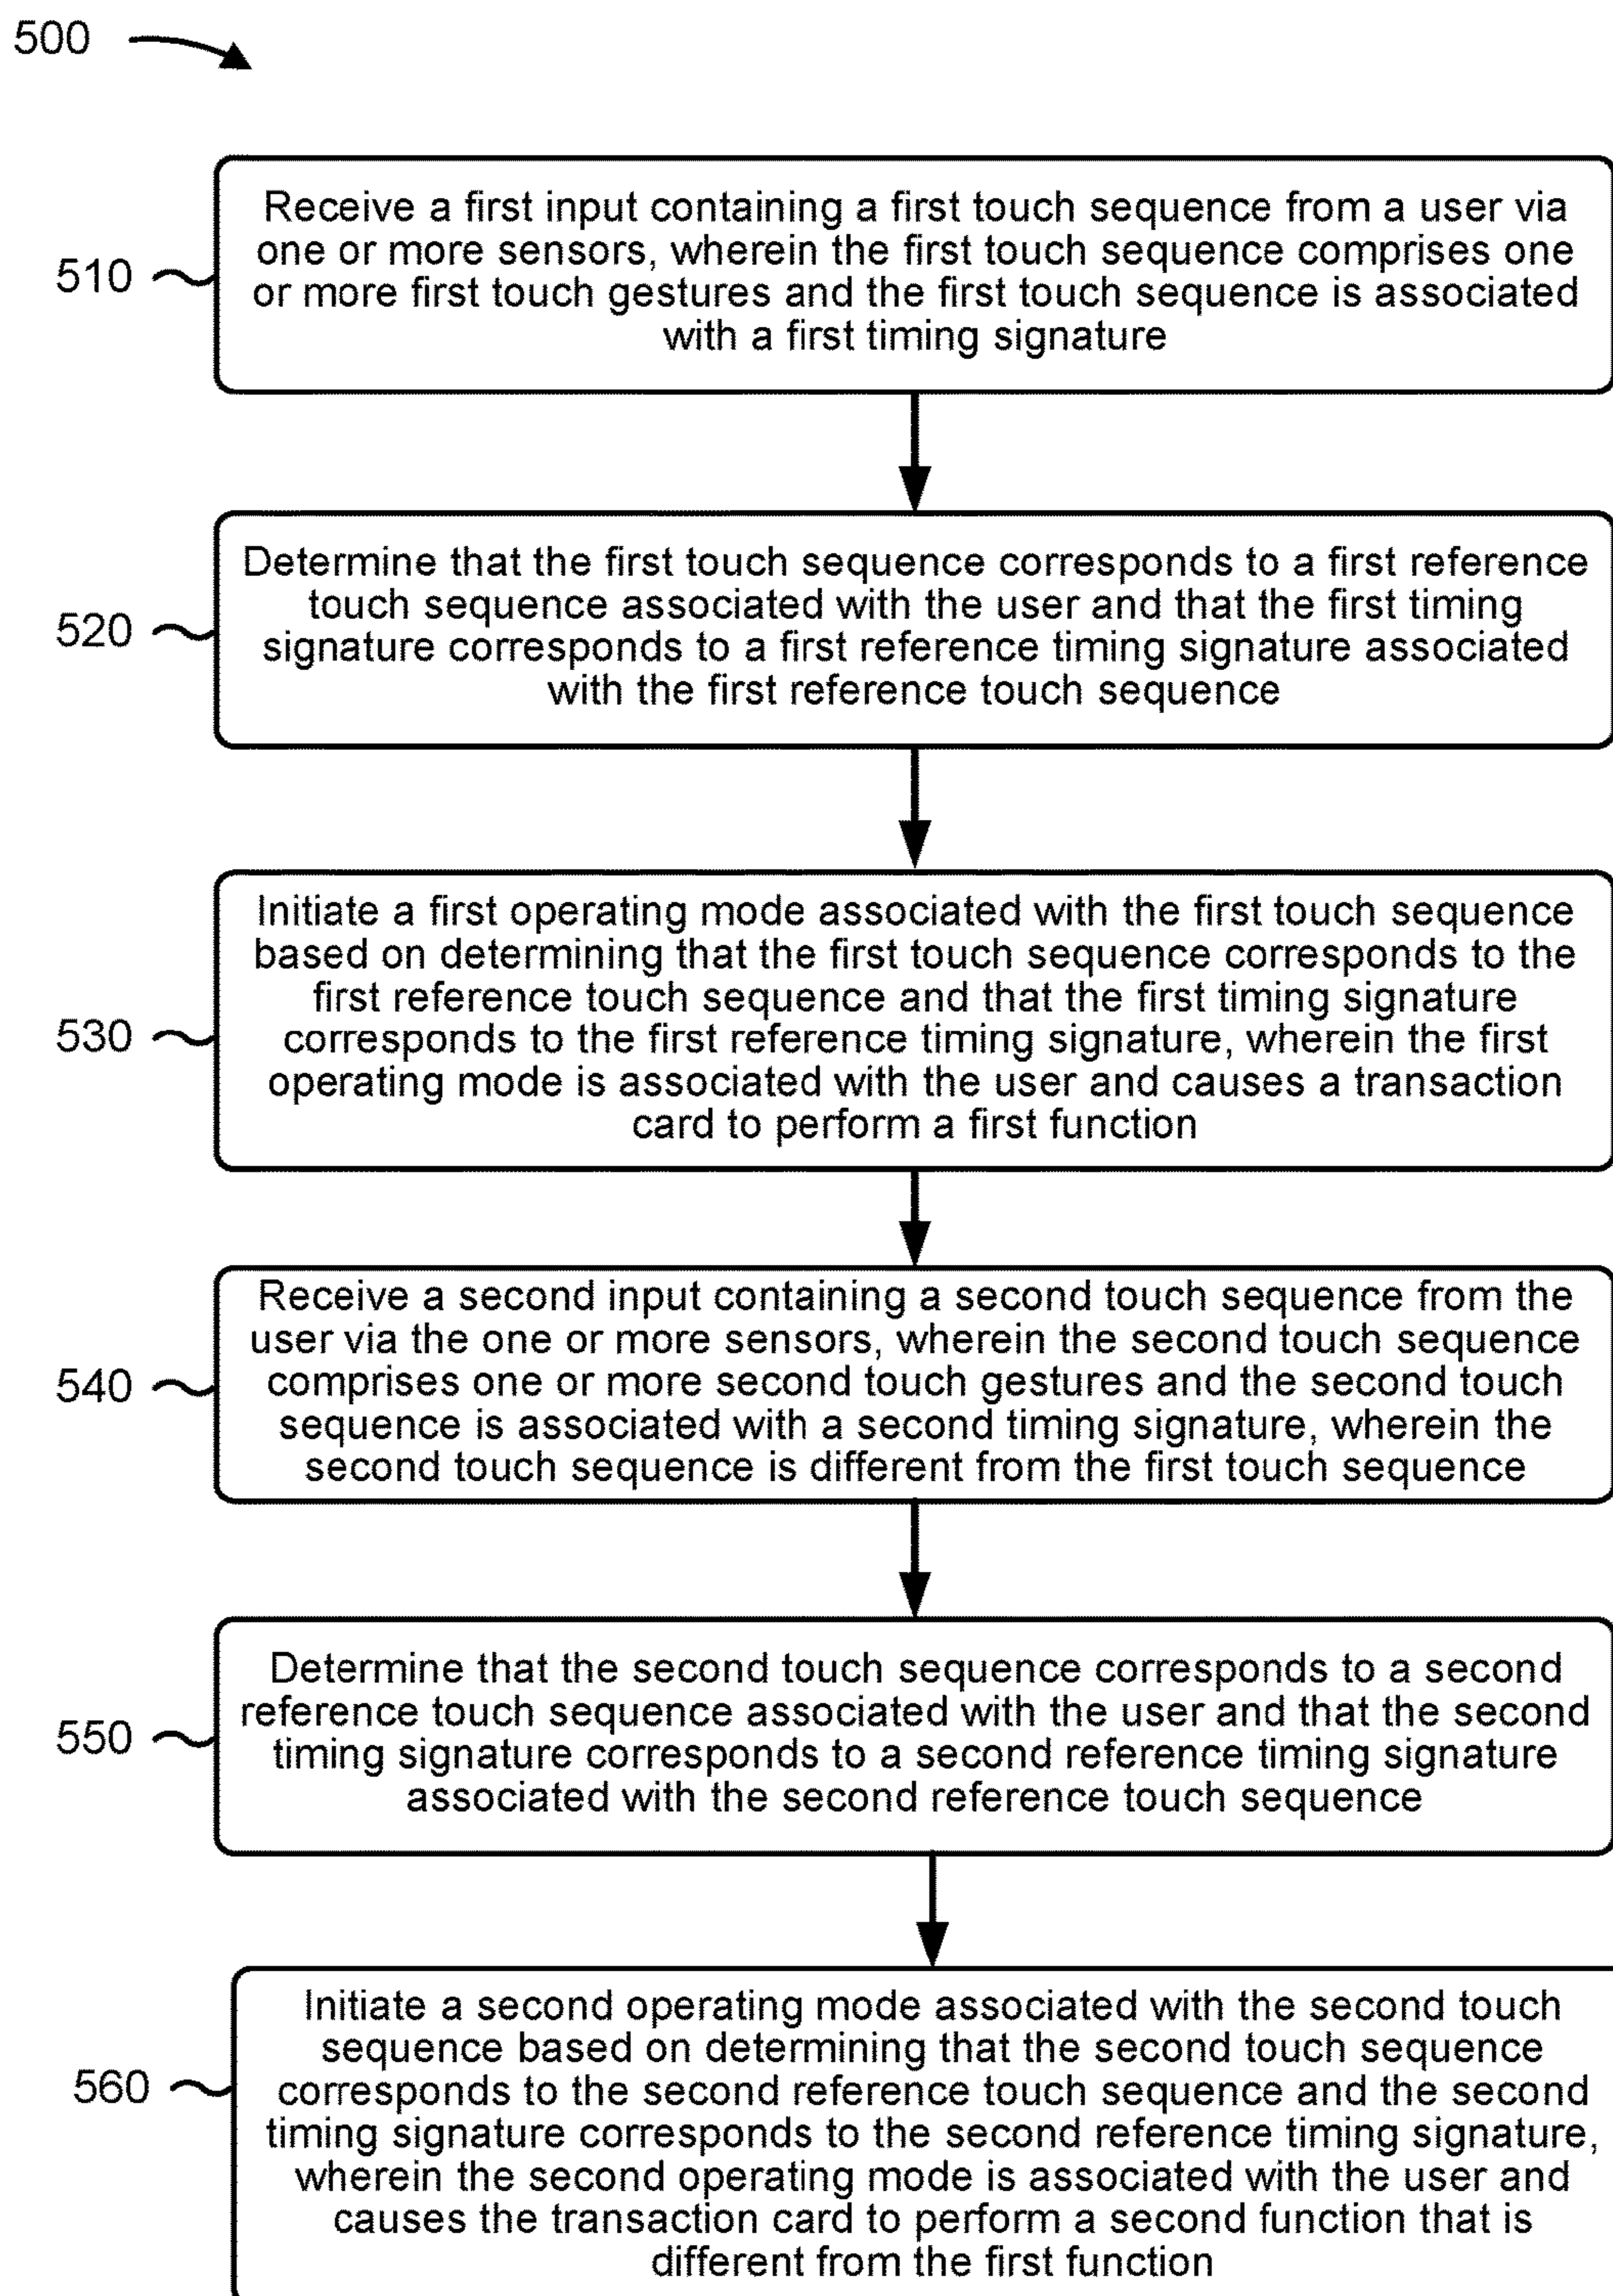 500
510
Receive a first input containing a first touch sequence from a user via
one or more sensors, wherein the first touch sequence comprises one
or more first touch gestures and the first touch sequence is associated
with a first timing signature
520
Determine that the first touch sequence corresponds to a first reference
touch sequence associated with the user and that the first timing
signature corresponds to a first reference timing signature associated
with the first reference touch sequence
530
Initiate a first operating mode associated with the first touch sequence
based on determining that the first touch sequence corresponds to the
first reference touch sequence and that the first timing signature
corresponds to the first reference timing signature, wherein the first
operating mode is associated with the user and causes a transaction
card to perform a first function
540
Receive a second input containing a second touch sequence from the
user via the one or more sensors, wherein the second touch sequence
comprises one or more second touch gestures and the second touch
sequence is associated with a second timing signature, wherein the
second touch sequence is different from the first touch sequence
550
Determine that the second touch sequence corresponds to a second
reference touch sequence associated with the user and that the second
timing signature corresponds to a second reference timing signature
associated with the second reference touch sequence
560
Initiate a second operating mode associated with the second touch
sequence based on determining that the second touch sequence
corresponds to the second reference touch sequence and the second
timing signature corresponds to the second reference timing signature,
wherein the second operating mode is associated with the user and
causes the transaction card to perform a second function that is
different from the first function